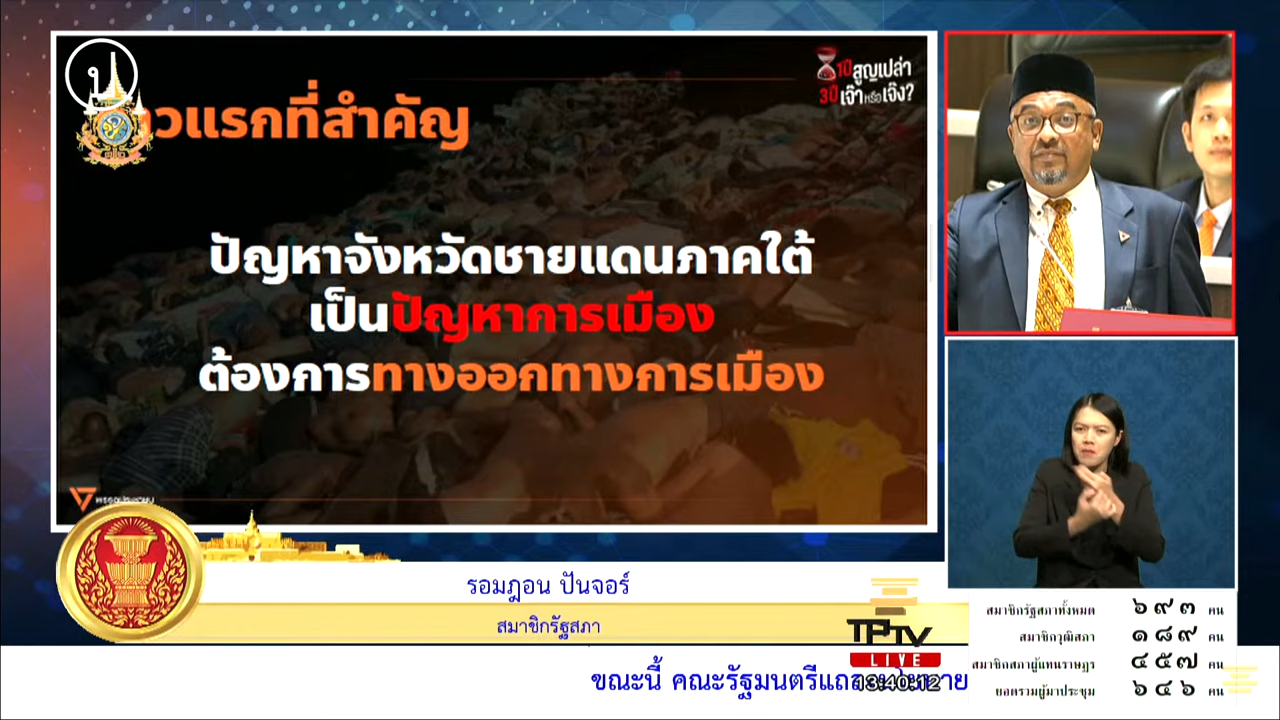 ป
วแรกที่สำคัญ
1ปี สูญเปล่า
3ปี เจ๊าหรือเจ๊ง?
ปัญหาจังหวัดชายแดนภาคใต้
เป็นปัญหาการเมือง
ต้องการทางออกทางการเมือง
พรรคประชาชน
รอมฎอน ปันจอร์
สมาชิกรัฐสภา
TPTV
LIVE
13:40:12
ขณะนี้ คณะรัฐมนตรีแถลง
สมาชิกรัฐสภาทั้งหมด ๖๙๓ คน
สมาชิกวุฒิสภา ๑๘๙ คน
สมาชิกสภาผู้แทนราษฎร ๔๕๗ คน
ยอดรวมผู้มาประชุม ๖๔๖ คน